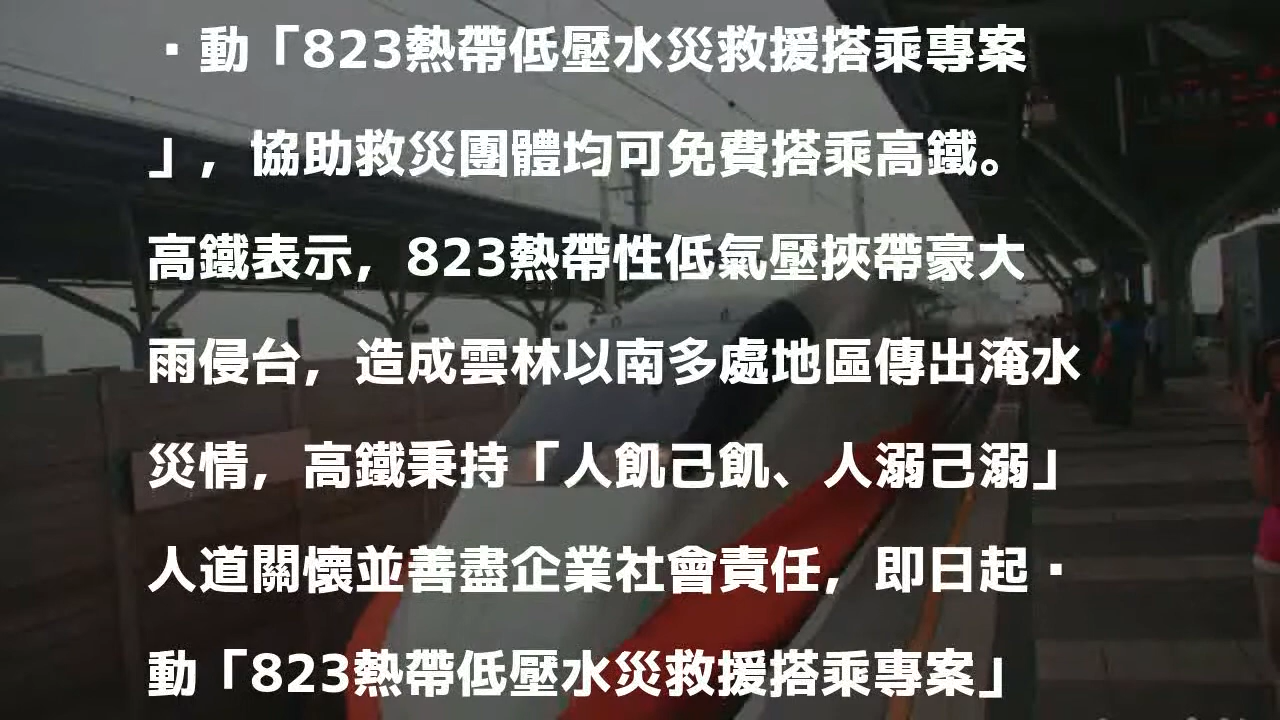 ·動「823熱帶低壓水災救援搭乘專案
」，協助救災團體均可免費搭乘高鐵。
高鐵表示，823熱帶性低氣壓挾帶豪大
雨侵台，造成雲林以南多處地區傳出淹水
災情，高鐵秉持「人飢己飢、人溺己溺」
人道關懷並善盡企業社會責任，即日起·
動「823熱帶低壓水災救援搭乘專案」